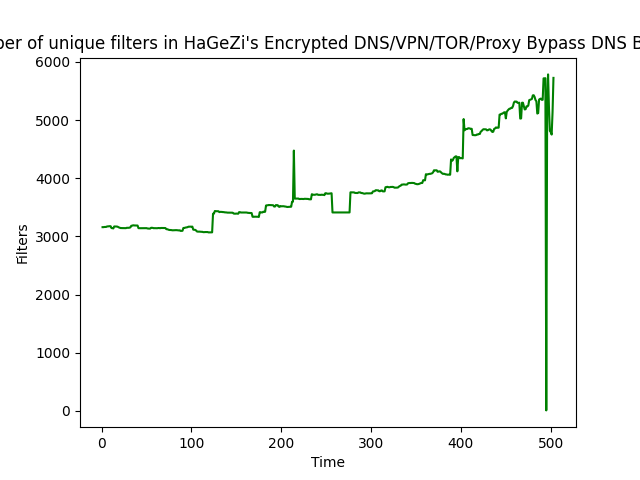 ber of unique filters in HaGeZi's Encrypted DNS/VPN/TOR/Proxy Bypass DNS B
6000
5000
4000
3000
2000
1000
0
Filters
0 100 200 300 400 500
Time